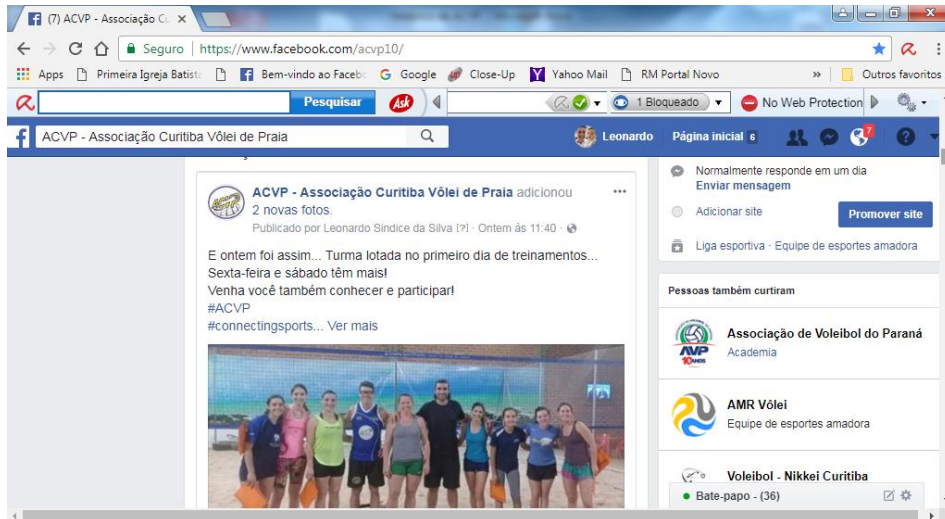 (7) ACVP - Associação Cu
Seguro | https://www.facebook.com/acvp10/
Apps Primeira Igreja Batist Bem-vindo ao Facebo Google Close-Up Yahoo Mail RM Portal Novo » Outros favoritos
Pesquisar Ask 1 Bloqueado No Web Protection
ACVP - Associação Curitiba Vôlei de Praia Leonardo Página inicial 6 7
ACVP - Associação Curitiba Vôlei de Praia adicionou
2 novas fotos.
Publicado por Leonardo Sindice da Silva [?] · Ontem às 11:40 ·
E ontem foi assim... Turma lotada no primeiro dia de treinamentos...
Sexta-feira e sábado têm mais!
Venha você também conhecer e participar!
#ACVP
#connectingsports... Ver mais
Normalmente responde em um dia
Enviar mensagem
Adicionar site Promover site
Liga esportiva · Equipe de esportes amadora
Pessoas também curtiram
AVP
10 ANOS
Associação de Voleibol do Paraná
Academia
AMR Vôlei
Equipe de esportes amadora
Voleibol - Nikkei Curitiba
Bate-papo - (36)